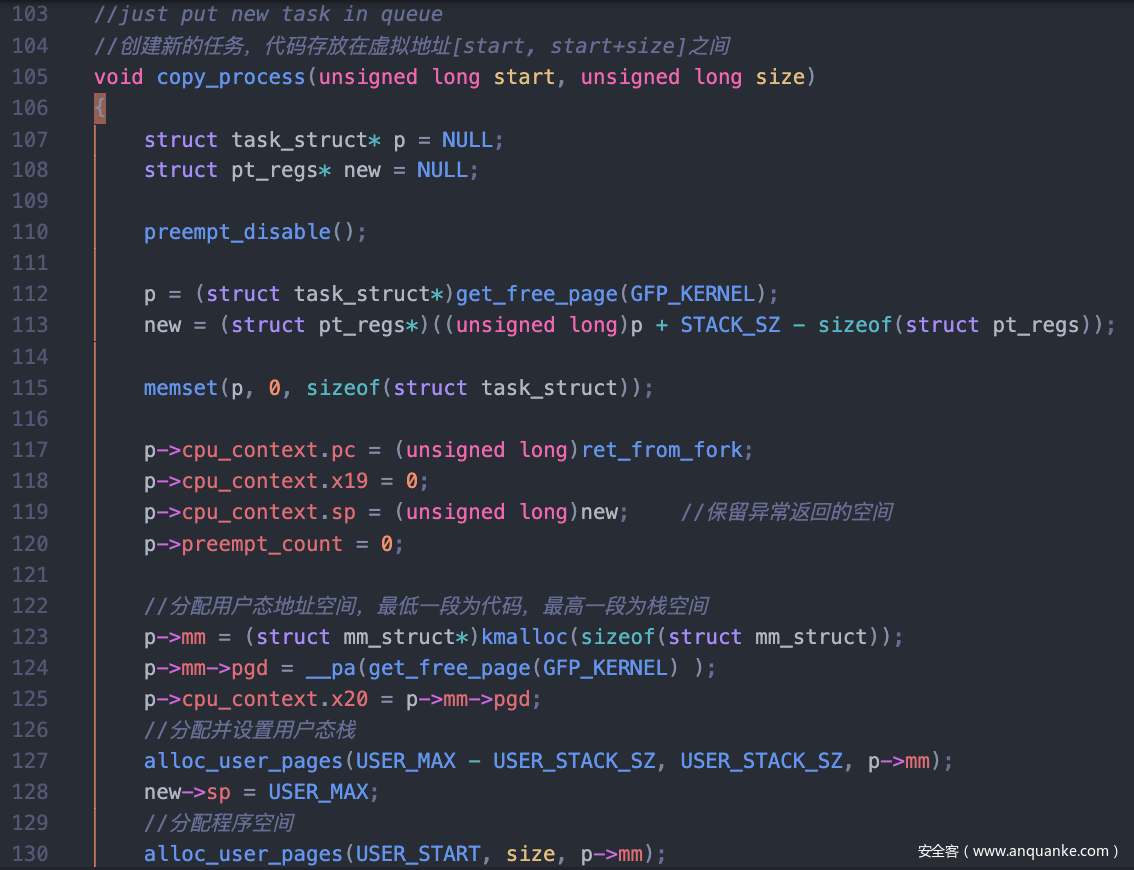 103 //just put new task in queue
104 //创建新的任务，代码存放在虚拟地址[start, start+size]之间
105 void copy_process(unsigned long start, unsigned long size)
106 {
107     struct task_struct* p = NULL;
108     struct pt_regs* new = NULL;
109
110     preempt_disable();
111
112     p = (struct task_struct*)get_free_page(GFP_KERNEL);
113     new = (struct pt_regs*)((unsigned long)p + STACK_SZ - sizeof(struct pt_regs));
114
115     memset(p, 0, sizeof(struct task_struct));
116
117     p->cpu_context.pc = (unsigned long)ret_from_fork;
118     p->cpu_context.x19 = 0;
119     p->cpu_context.sp = (unsigned long)new;    //保留异常返回的空间
120     p->preempt_count = 0;
121
122     //分配用户态地址空间，最低一段为代码，最高一段为栈空间
123     p->mm = (struct mm_struct*)kmalloc(sizeof(struct mm_struct));
124     p->mm->pgd = __pa(get_free_page(GFP_KERNEL) );
125     p->cpu_context.x20 = p->mm->pgd;
126     //分配并设置用户态栈
127     alloc_user_pages(USER_MAX - USER_STACK_SZ, USER_STACK_SZ, p->mm);
128     new->sp = USER_MAX;
129     //分配程序空间
130     alloc_user_pages(USER_START, size, p->mm);
安全客（www.anquanke.com）